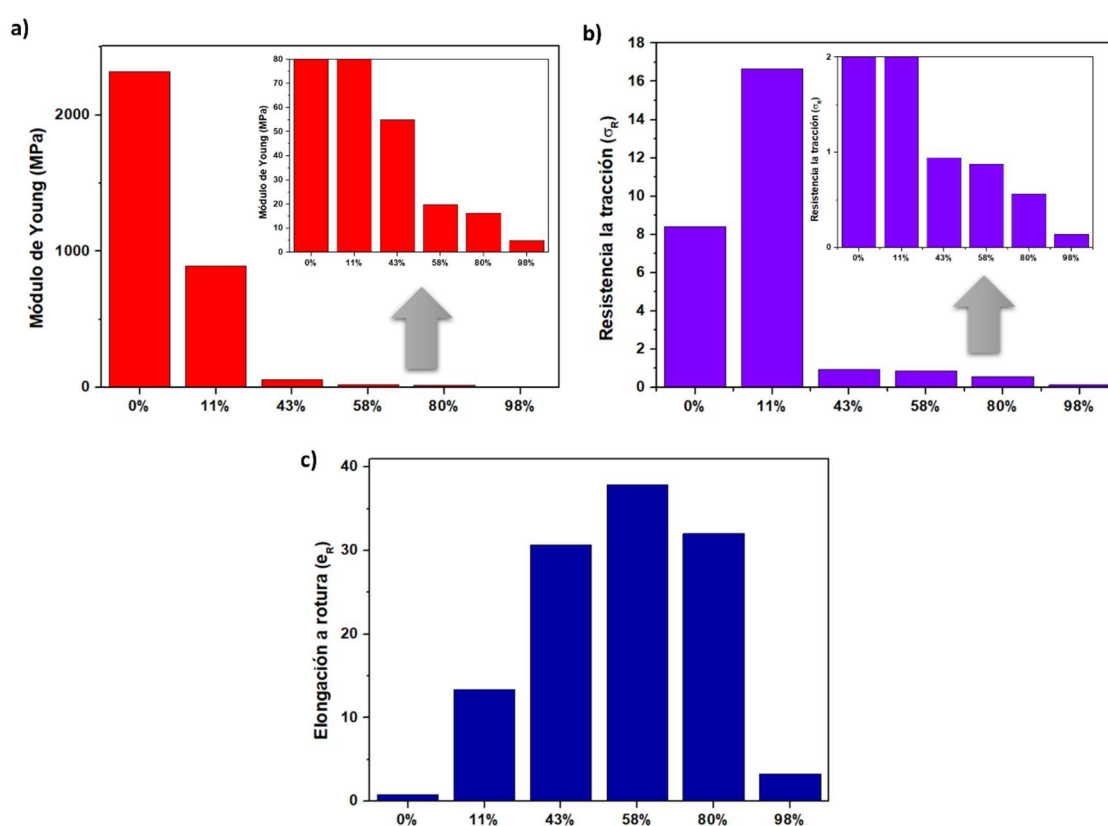 a)
Módulo de Young (MPa)
2000
1000
0
0% 11% 43% 58% 80% 98%
Módulo de Young (MPa)
80
70
60
50
40
30
20
10
0
0% 11% 43% 58% 80% 98%
b)
Resistencia la tracción (σR)
18
16
14
12
10
8
6
4
2
0
0% 11% 43% 58% 80% 98%
Resistencia la tracción (σR)
2
1
0
0% 11% 43% 58% 80% 98%
c)
Elongación a rotura (eR)
40
30
20
10
0
0% 11% 43% 58% 80% 98%